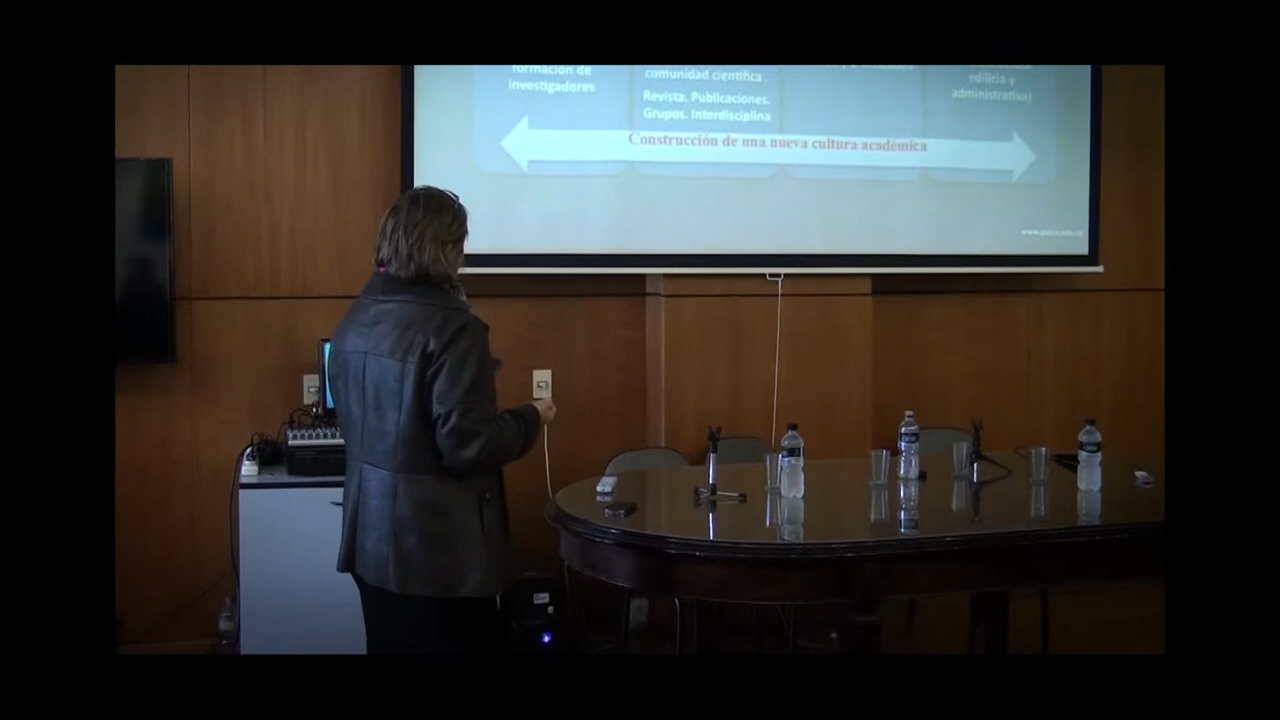 formación de
investigadores
comunidad científica
Revista. Publicaciones.
Grupos. Interdisciplina
edilicia y
administrativa)
Construcción de una nueva cultura académica